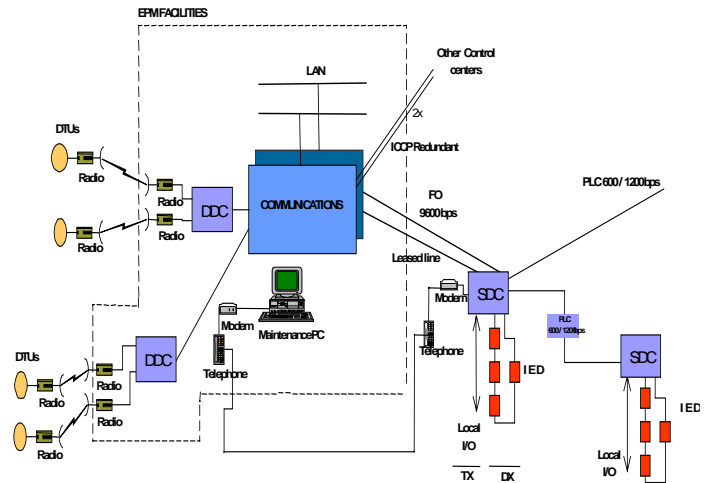 EPM FACILITIES
Other Control
centers
LAN
2x
DTUs
ICCP Redundant
Radio
Radio
PLC 600 / 1200bps
DDC
COMMUNICATIONS
FO
9600bps
Radio
Radio
Leased line
Modem
SDC
Modem
Maintenance PC
PLC
600 / 1200bps
DTUs
DDC
Telephone
Telephone
SDC
Radio
Radio
IED
Radio
Radio
IED
Local
I/O
Local
I/O
TX
DX